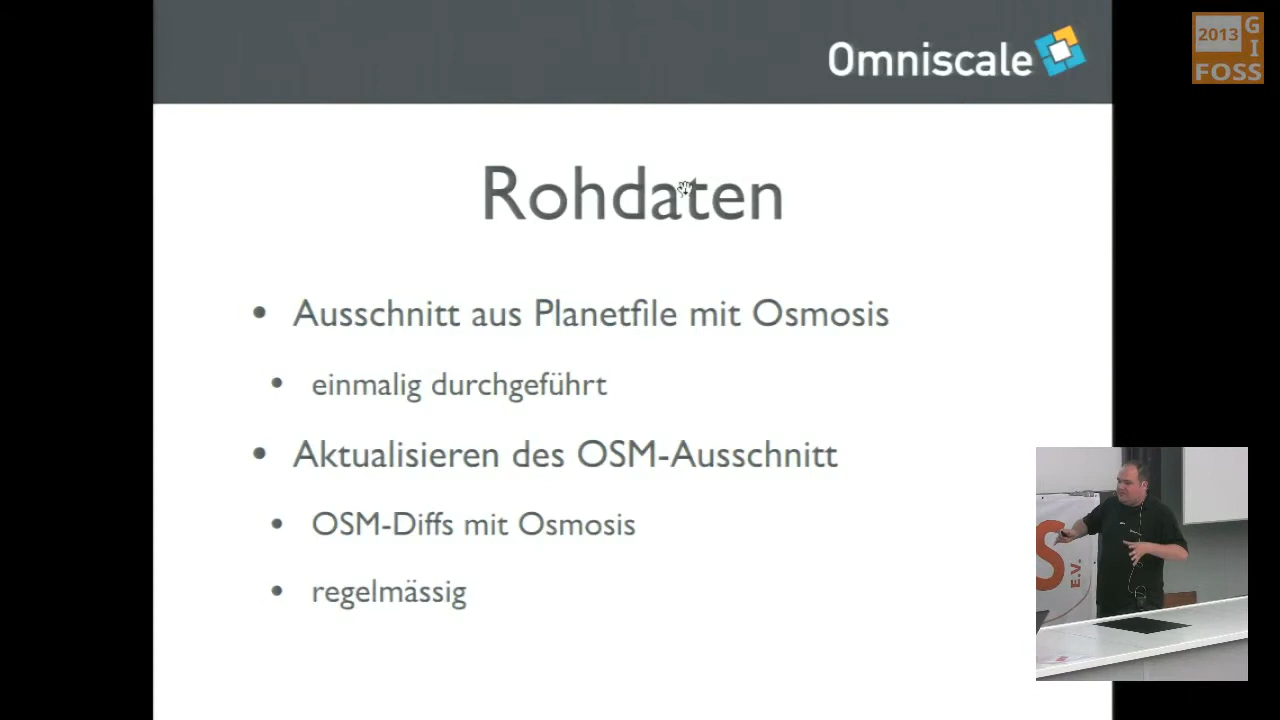 Omniscale
2013 GI
FOSS
Rohdaten
• Ausschnitt aus Planetfile mit Osmosis
• einmalig durchgeführt
• Aktualisieren des OSM-Ausschnitt
• OSM-Diffs mit Osmosis
• regelmässig
S
E.V.